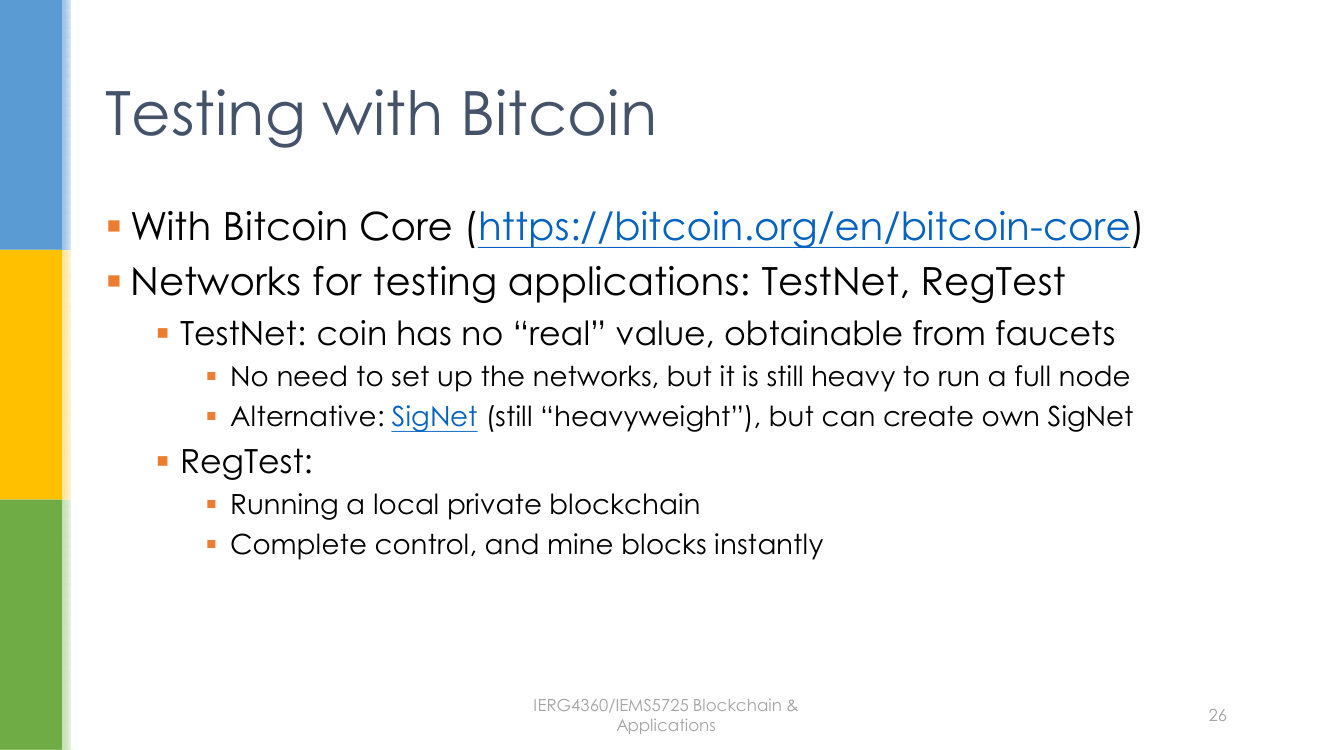 Testing with Bitcoin
▪ With Bitcoin Core (https://bitcoin.org/en/bitcoin-core)
▪ Networks for testing applications: TestNet, RegTest
▪ TestNet: coin has no “real” value, obtainable from faucets
▪ No need to set up the networks, but it is still heavy to run a full node
▪ Alternative: SigNet (still “heavyweight”), but can create own SigNet
▪ RegTest:
▪ Running a local private blockchain
▪ Complete control, and mine blocks instantly
IERG4360/IEMS5725 Blockchain &
Applications
26